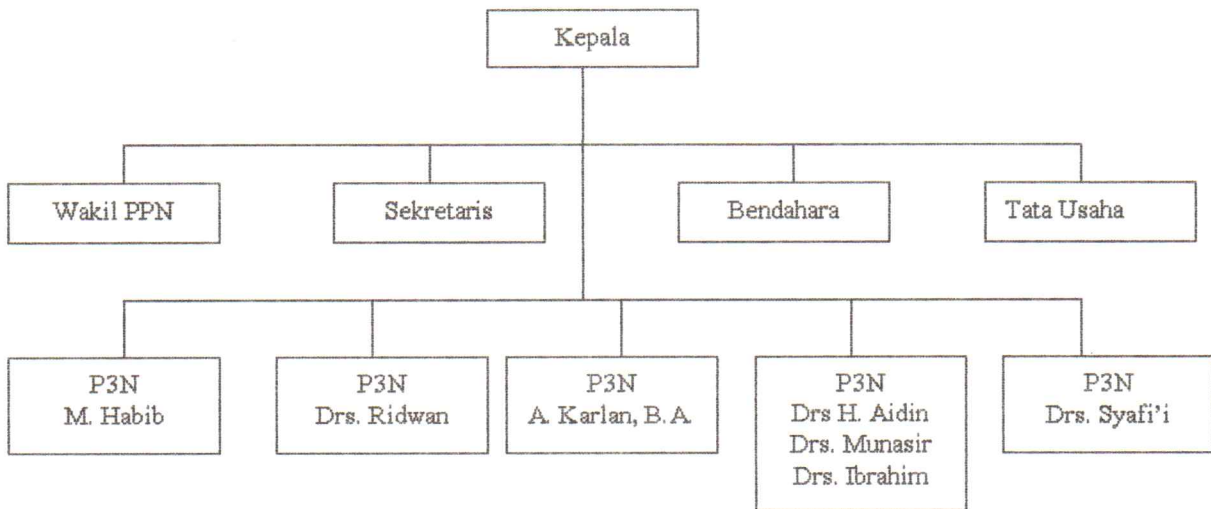 Kepala
Wakil PPN
Sekretaris
Bendahara
Tata Usaha
P3N
M. Habib
P3N
Drs. Ridwan
P3N
A. Karlan, B.A.
P3N
Drs H. Aidin
Drs. Munasir
Drs. Ibrahim
P3N
Drs. Syafi'i